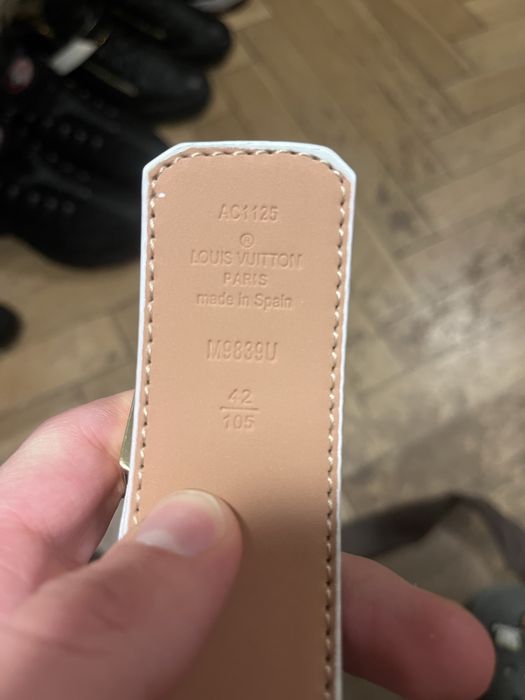 AC1125
®
LOUIS VUITTON
PARIS
made in Spain
M9839U
42
105